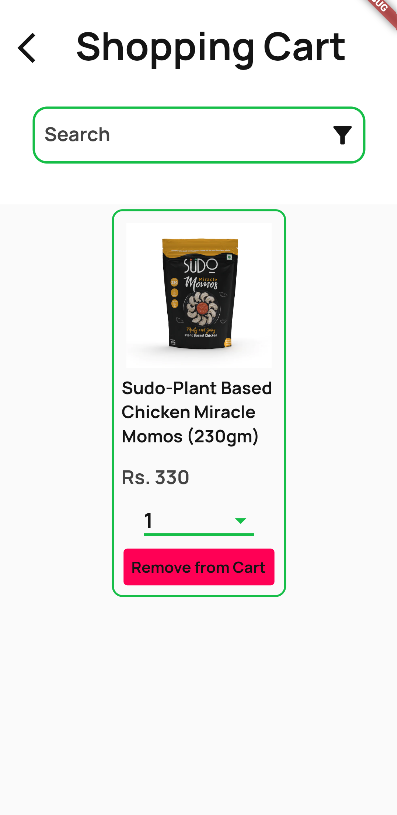 UG
Shopping Cart
Search
SUDO
Miracle
Momos
Sudo-Plant Based
Chicken Miracle
Momos (230gm)
Rs. 330
1
Remove from Cart